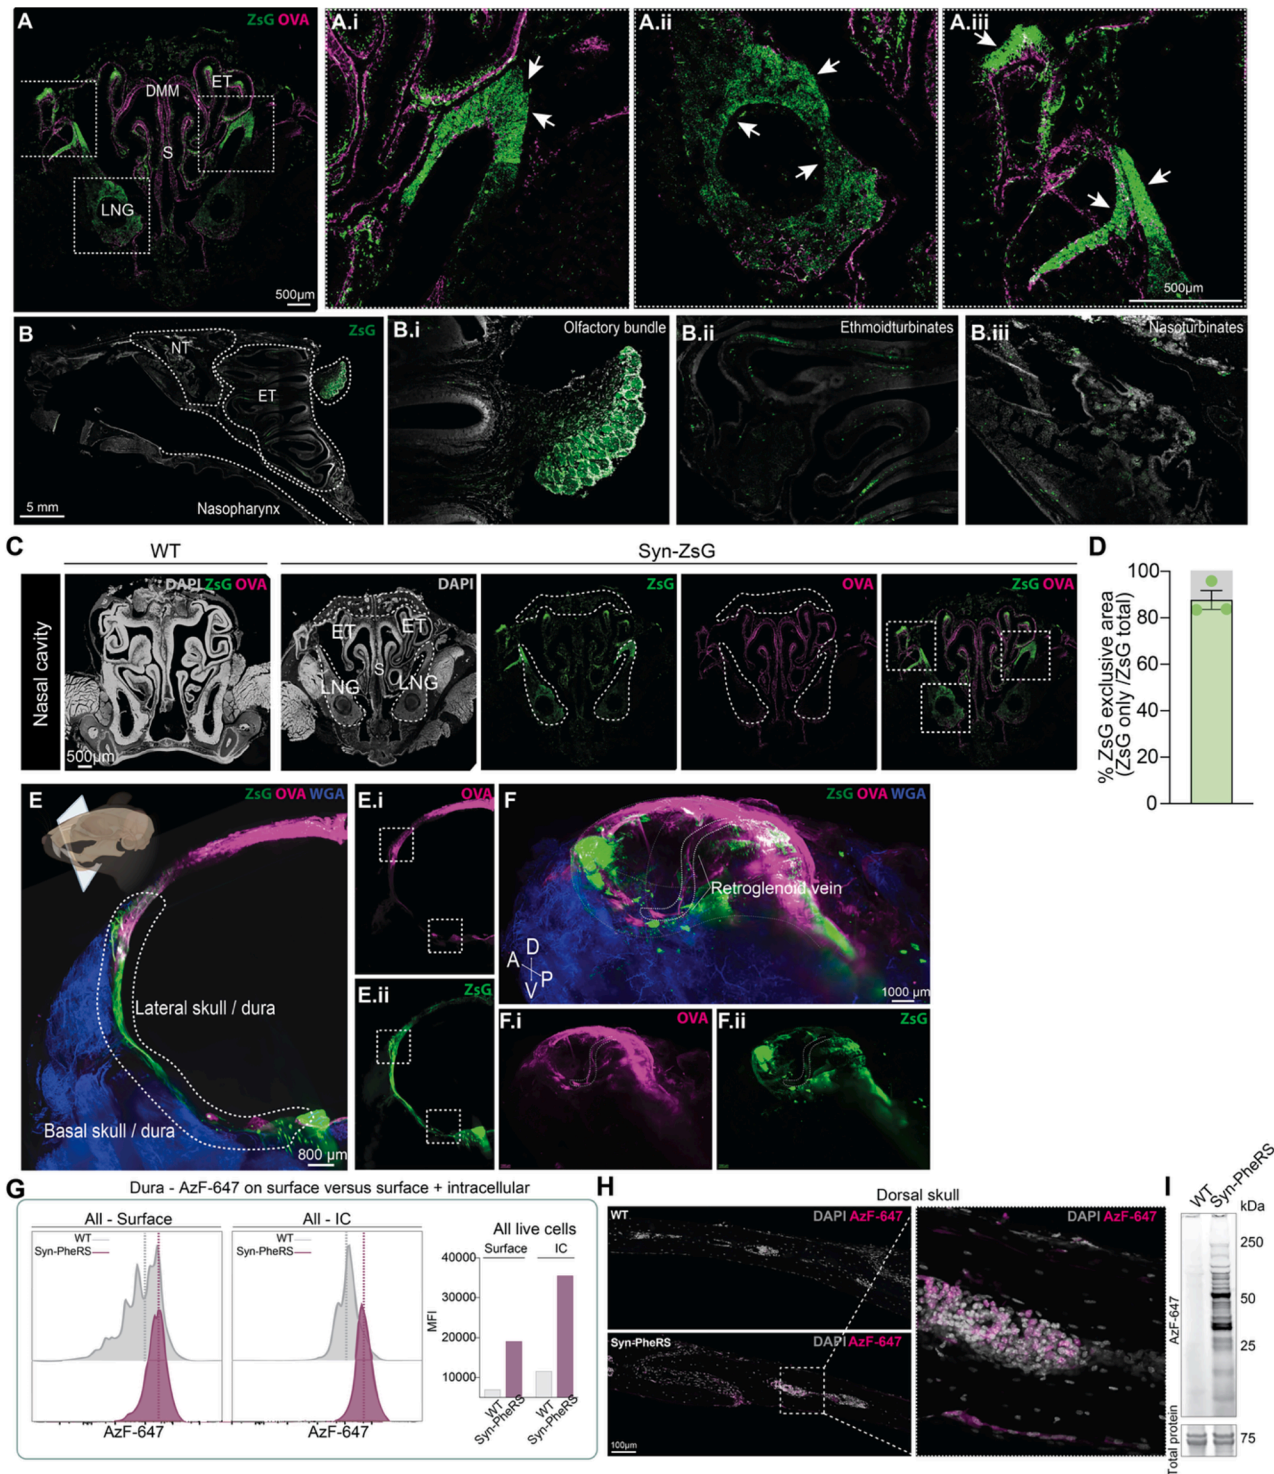 A
ZsG OVA
DMM
ET
S
LNG
500µm
A.i
A.ii
A.iii
500µm
B
ZsG
NT
ET
Nasopharynx
5 mm
B.i
Olfactory bundle
B.ii
Ethmoidturbinates
B.iii
Nasoturbinates
C
WT
Syn-ZsG
Nasal cavity
DAPI ZsG OVA
500µm
DAPI
ET
ET
S
LNG
LNG
ZsG
OVA
ZsG OVA
D
% ZsG exclusive area
(ZsG only /ZsG total)
100
80
60
40
20
0
E
ZsG OVA WGA
Lateral skull / dura
Basal skull / dura
800 µm
E.i
OVA
E.ii
ZsG
F
ZsG OVA WGA
Retroglenoid vein
D
A
P
V
1000 µm
F.i
OVA
F.ii
ZsG
G
Dura - AzF-647 on surface versus surface + intracellular
All - Surface
WT
Syn-PheRS
AzF-647
All - IC
WT
Syn-PheRS
AzF-647
All live cells
Surface
IC
MFI
40000
30000
20000
10000
WT
Syn-PheRS
WT
Syn-PheRS
H
Dorsal skull
WT
DAPI AzF-647
Syn-PheRS
DAPI AzF-647
100µm
DAPI AzF-647
I
WT
Syn-PheRS
kDa
250
50
25
75
AzF-647
Total protein